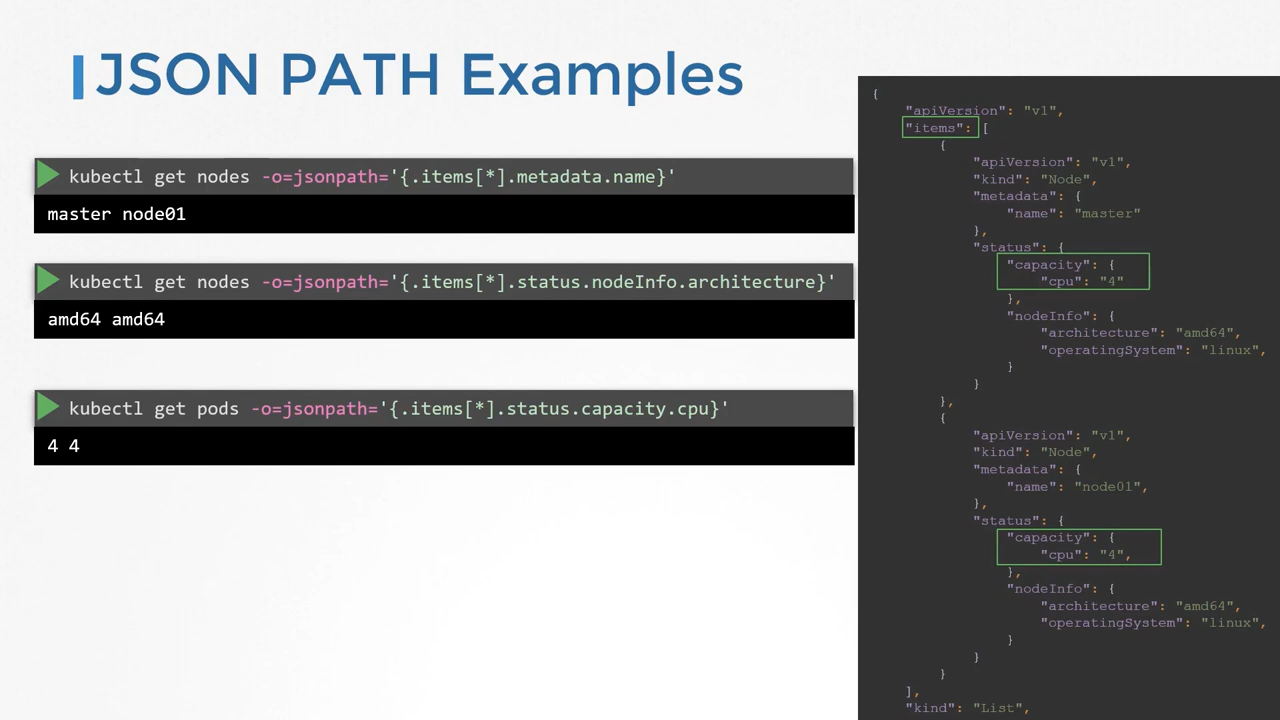 JSON PATH Examples
kubectl get nodes -o=jsonpath='{.items[*].metadata.name}'
master node01
kubectl get nodes -o=jsonpath='{.items[*].status.nodeInfo.architecture}'
amd64 amd64
kubectl get pods -o=jsonpath='{.items[*].status.capacity.cpu}'
4 4
{
"apiVersion": "v1",
"items": [
{
"apiVersion": "v1",
"kind": "Node",
"metadata": {
"name": "master"
},
"status": {
"capacity": {
"cpu": "4"
},
"nodeInfo": {
"architecture": "amd64",
"operatingSystem": "linux",
}
}
},
{
"apiVersion": "v1",
"kind": "Node",
"metadata": {
"name": "node01",
},
"status": {
"capacity": {
"cpu": "4",
},
"nodeInfo": {
"architecture": "amd64",
"operatingSystem": "linux",
}
}
}
],
"kind": "List",